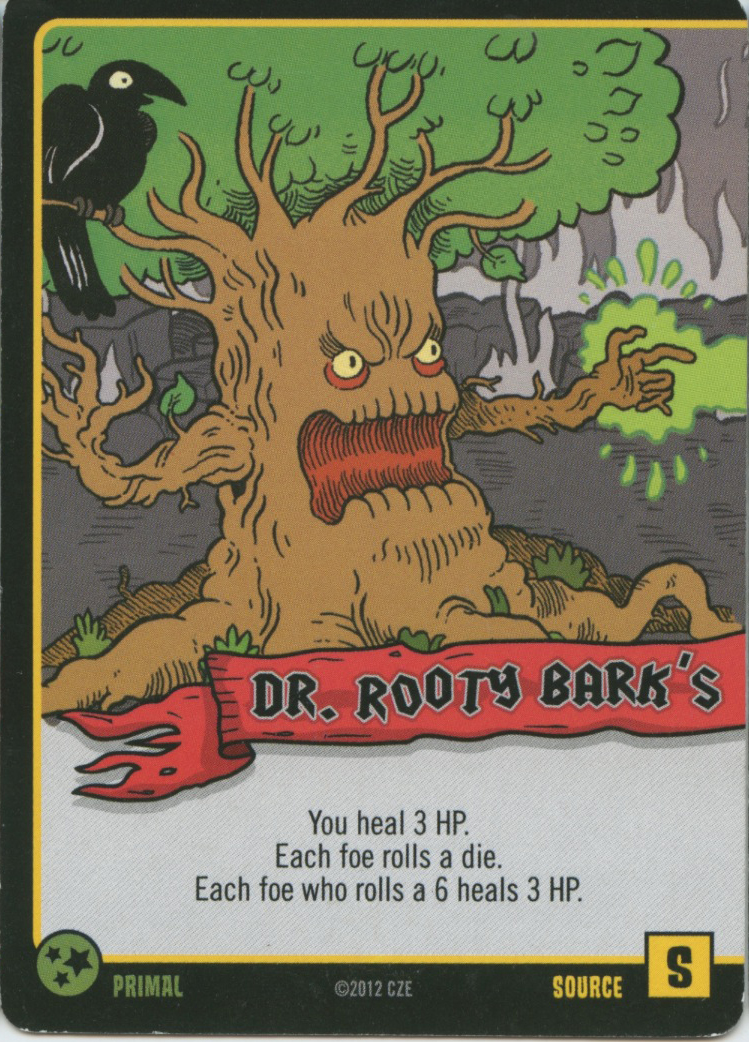 DR. ROOTY BARK'S
You heal 3 HP.
Each foe rolls a die.
Each foe who rolls a 6 heals 3 HP.
PRIMAL
©2012 CZE
SOURCE
S